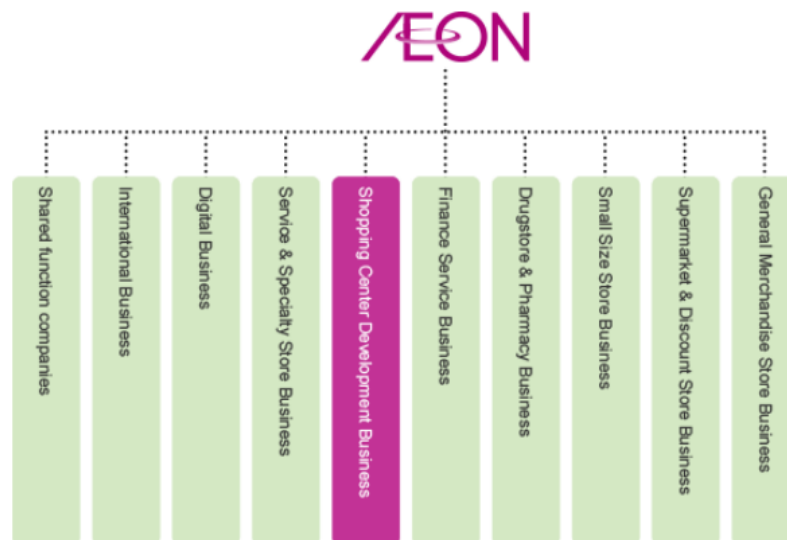 ÆON
Shared function companies
International Business
Digital Business
Service & Specialty Store Business
Shopping Center Development Business
Finance Service Business
Drugstore & Pharmacy Business
Small Size Store Business
Supermarket & Discount Store Business
General Merchandise Store Business